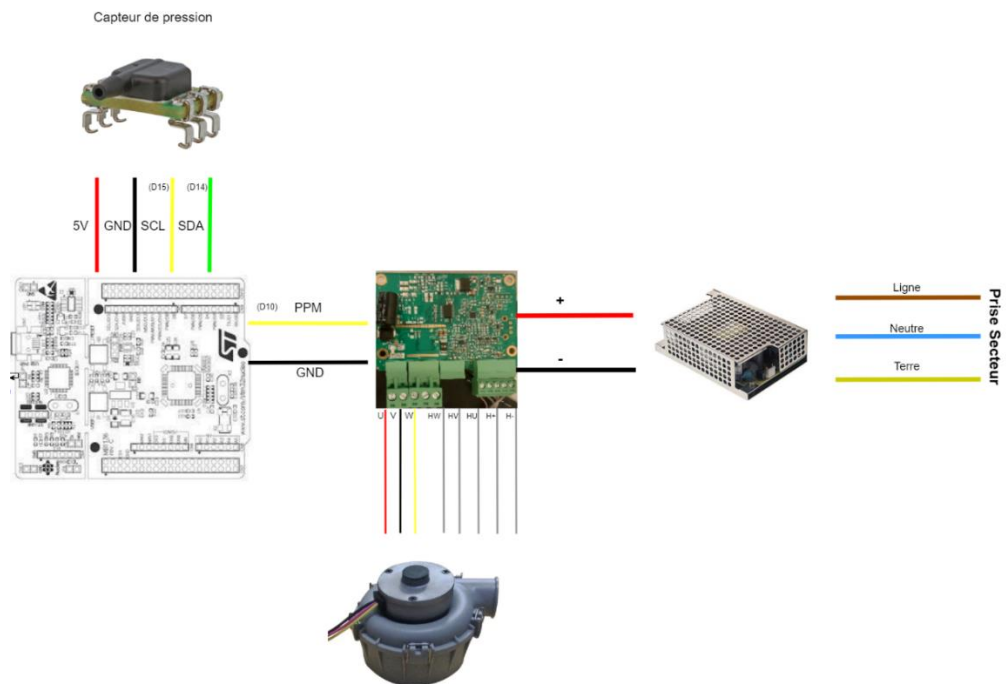 Capteur de pression
(D15) (D14)
5V GND SCL SDA
(D10) PPM
GND
+
-
Ligne
Neutre
Terre
Prise Secteur
U V W HW HV HU H+ H-